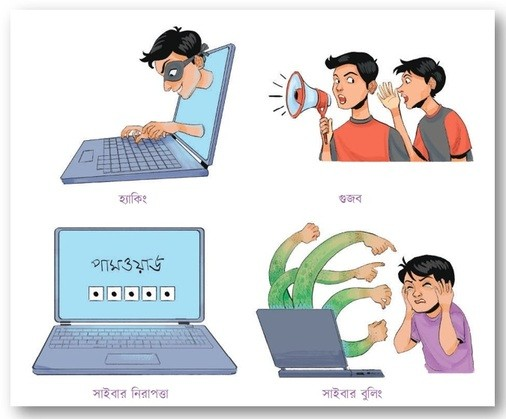 হ্যাকিং
গুজব
পাসওয়ার্ড
সাইবার নিরাপত্তা
সাইবার বুলিং